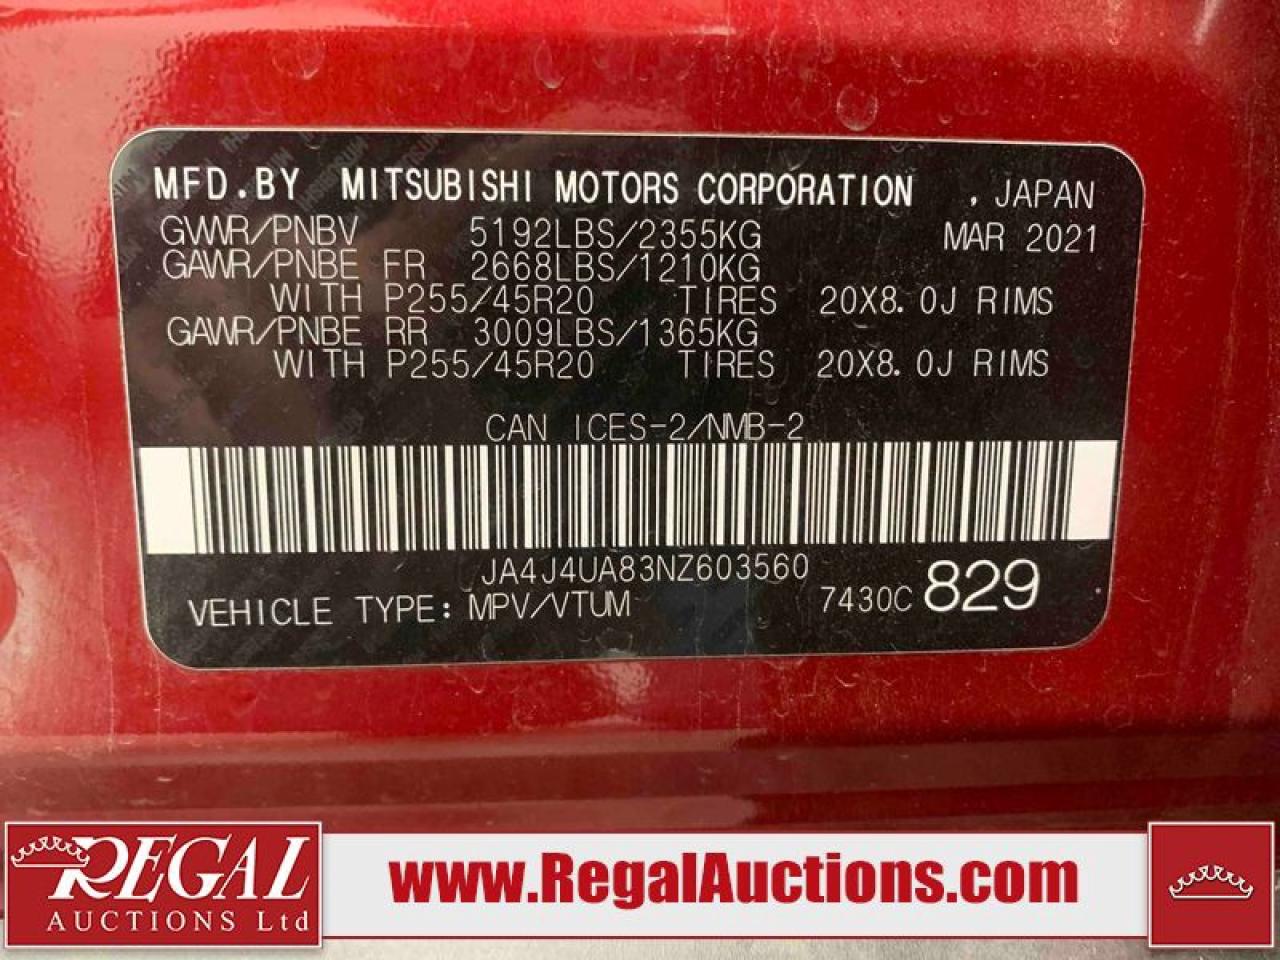 MFD.BY MITSUBISHI MOTORS CORPORATION , JAPAN
GVWR/PNBV 5192LBS/2355KG MAR 2021
GAWR/PNBE FR 2668LBS/1210KG
WITH P255/45R20 TIRES 20X8.0J RIMS
GAWR/PNBE RR 3009LBS/1365KG
WITH P255/45R20 TIRES 20X8.0J RIMS
CAN ICES-2/NMB-2
JA4J4UA83NZ603560
VEHICLE TYPE: MPV/VTUM 7430C 829
REGAL
AUCTIONS Ltd
www.RegalAuctions.com